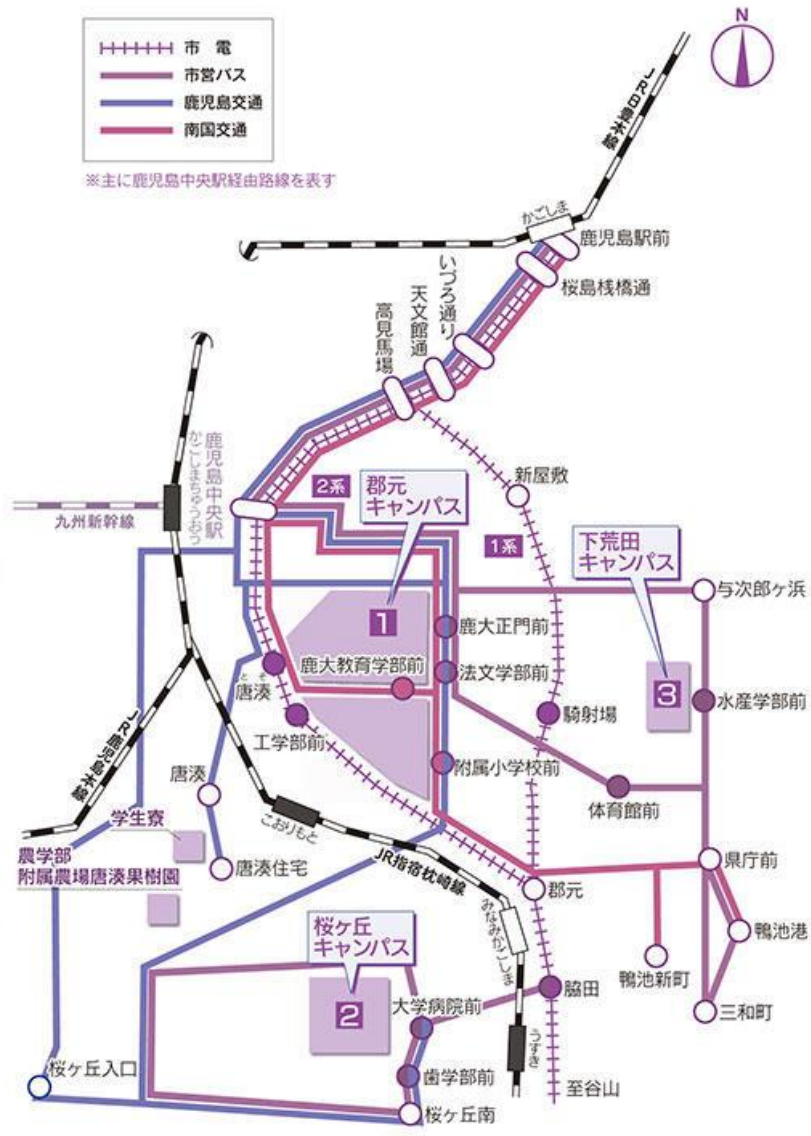 N
市 電
市営バス
鹿児島交通
南国交通
※主に鹿児島中央駅経由路線を表す
JR日豊本線
かごしま
鹿児島駅前
桜島桟橋通
いづろ通り
天文館通
高見馬場
鹿児島中央駅
かごしまちゅうおう
九州新幹線
2系
郡元
キャンパス
新屋敷
1系
下荒田
キャンパス
与次郎ヶ浜
1
鹿大正門前
鹿大教育学部前
法文学部前
とそ
唐湊
3
水産学部前
騎射場
工学部前
JR鹿児島本線
附属小学校前
唐湊
体育館前
こおりもと
学生寮
農学部
附属農場唐湊果樹園
唐湊住宅
JR指宿枕崎線
県庁前
郡元
みなみかごしま
桜ヶ丘
キャンパス
鴨池港
鴨池新町
2
大学病院前
脇田
三和町
うすき
桜ヶ丘入口
歯学部前
至谷山
桜ヶ丘南